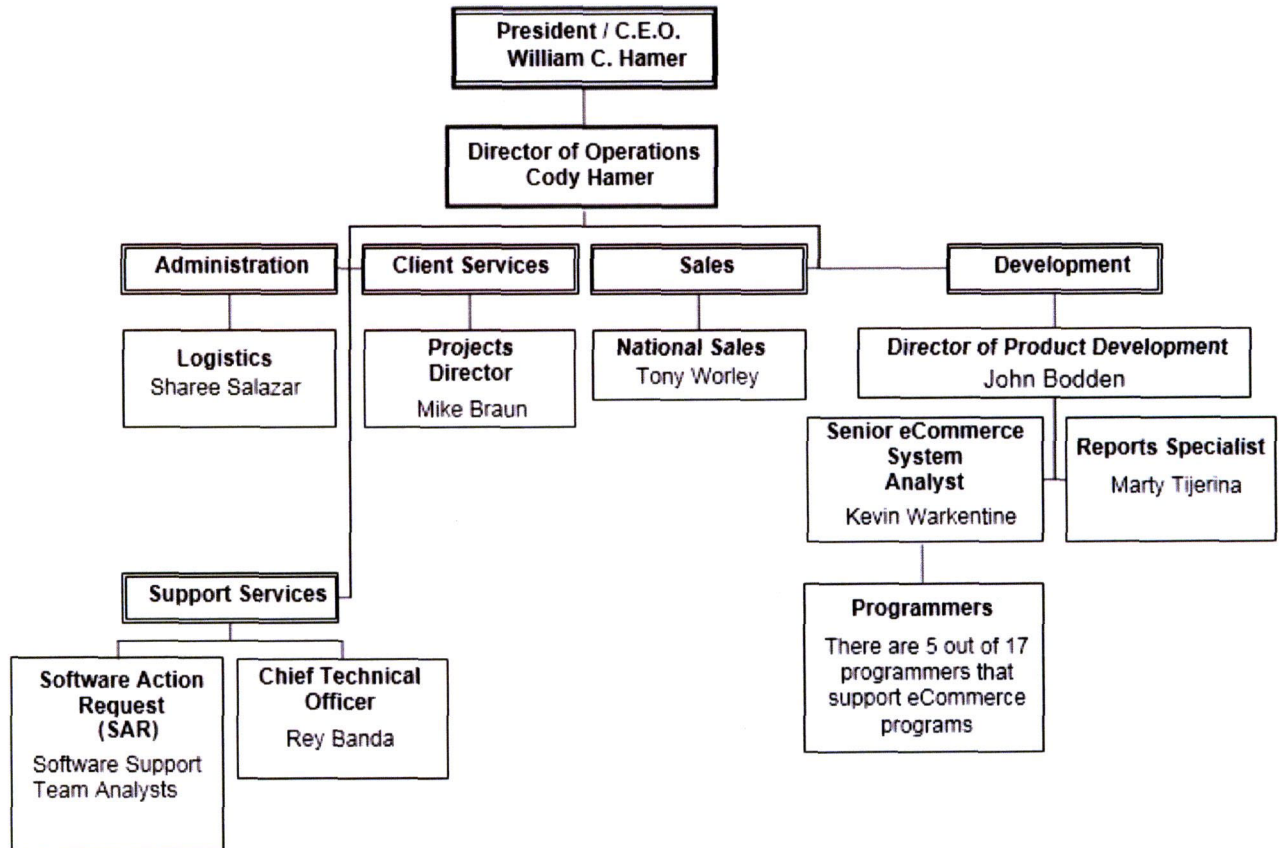 President / C.E.O.
William C. Hamer
Director of Operations
Cody Hamer
Administration
Client Services
Sales
Development
Logistics
Sharee Salazar
Projects
Director
Mike Braun
National Sales
Tony Worley
Director of Product Development
John Bodden
Senior eCommerce
System
Analyst
Kevin Warkentine
Reports Specialist
Marty Tijerina
Support Services
Programmers
There are 5 out of 17
programmers that
support eCommerce
programs
Software Action
Request
(SAR)
Software Support
Team Analysts
Chief Technical
Officer
Rey Banda